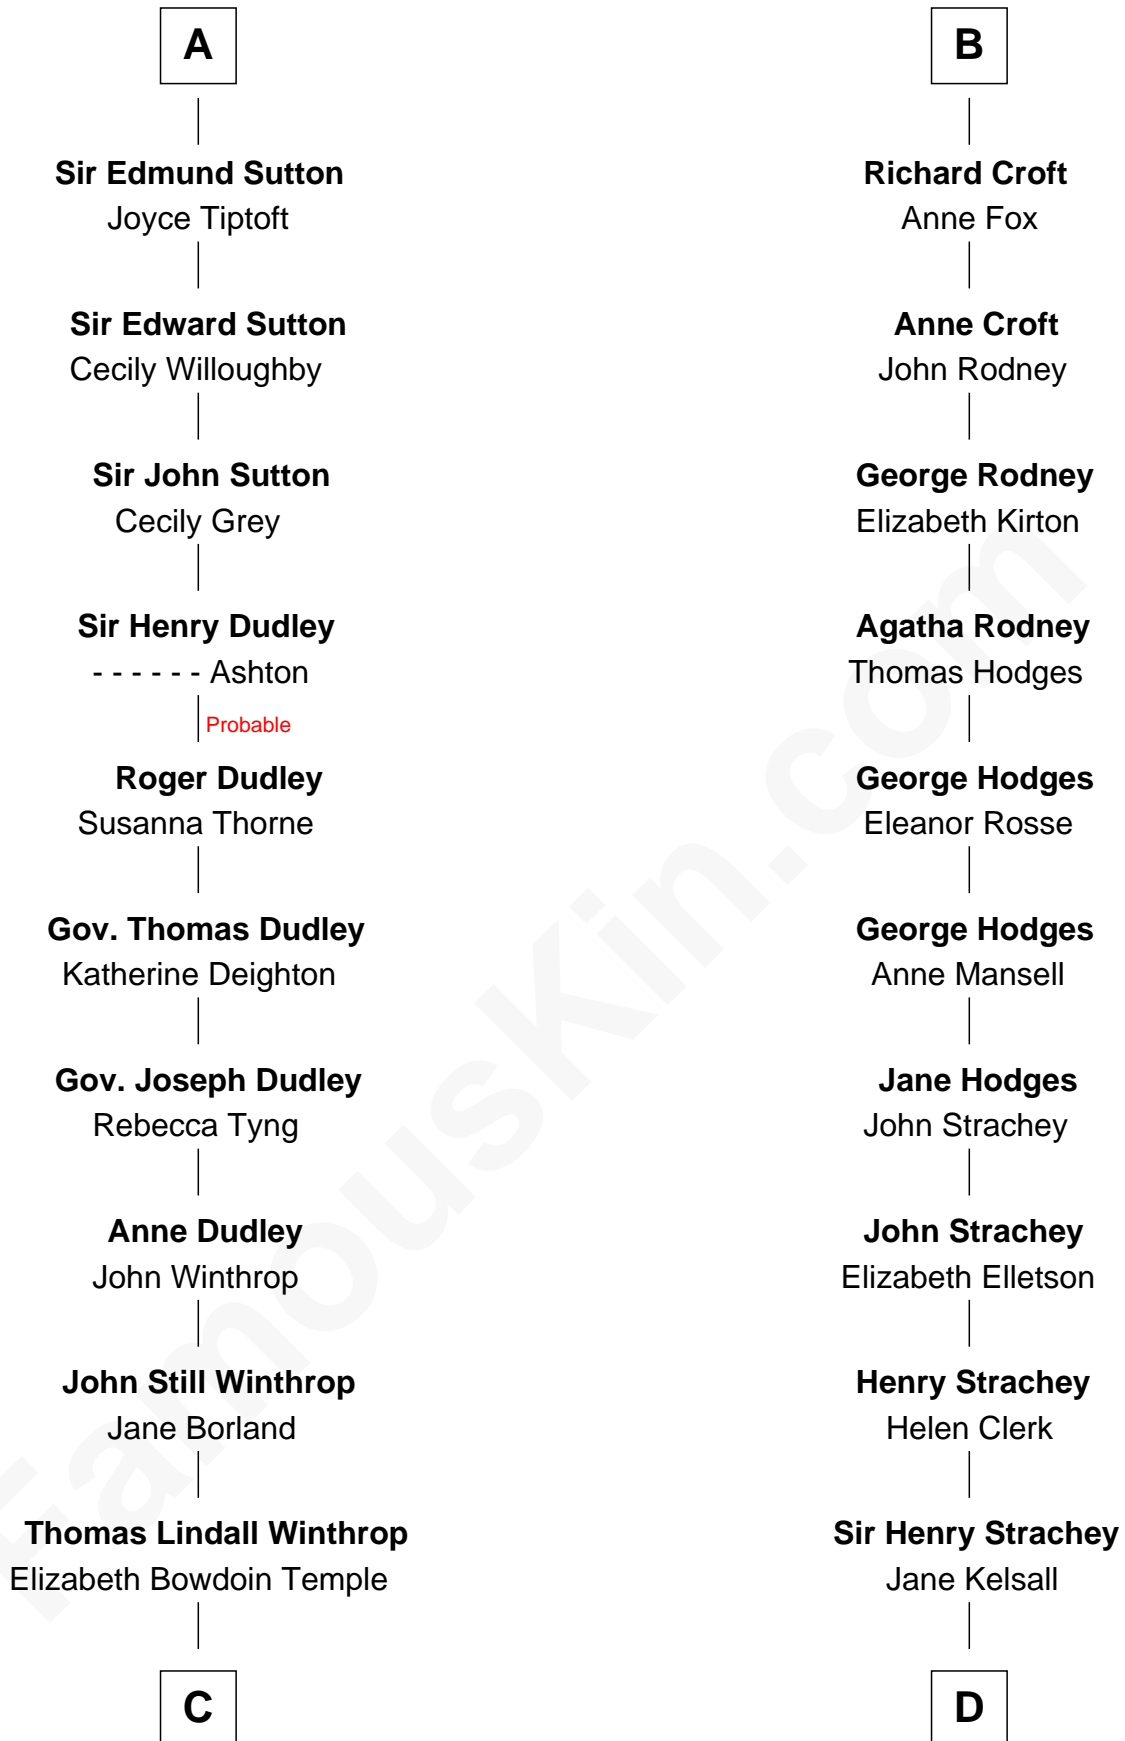 A
Sir Edmund Sutton
Joyce Tiptoft
Sir Edward Sutton
Cecily Willoughby
Sir John Sutton
Cecily Grey
Sir Henry Dudley
- - - - - - Ashton
Probable
Roger Dudley
Susanna Thorne
Gov. Thomas Dudley
Katherine Deighton
Gov. Joseph Dudley
Rebecca Tyng
Anne Dudley
John Winthrop
John Still Winthrop
Jane Borland
Thomas Lindall Winthrop
Elizabeth Bowdoin Temple
C
B
Richard Croft
Anne Fox
Anne Croft
John Rodney
George Rodney
Elizabeth Kirton
Agatha Rodney
Thomas Hodges
George Hodges
Eleanor Rosse
George Hodges
Anne Mansell
Jane Hodges
John Strachey
John Strachey
Elizabeth Elletson
Henry Strachey
Helen Clerk
Sir Henry Strachey
Jane Kelsall
D
FamousKin.com